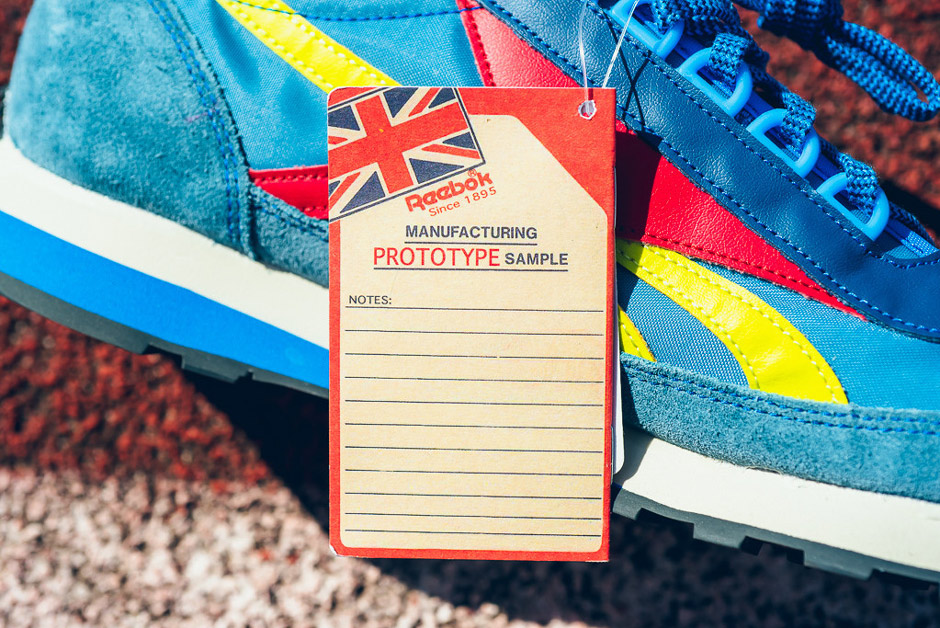 Reebok®
Since 1895
MANUFACTURING
PROTOTYPE SAMPLE
NOTES: